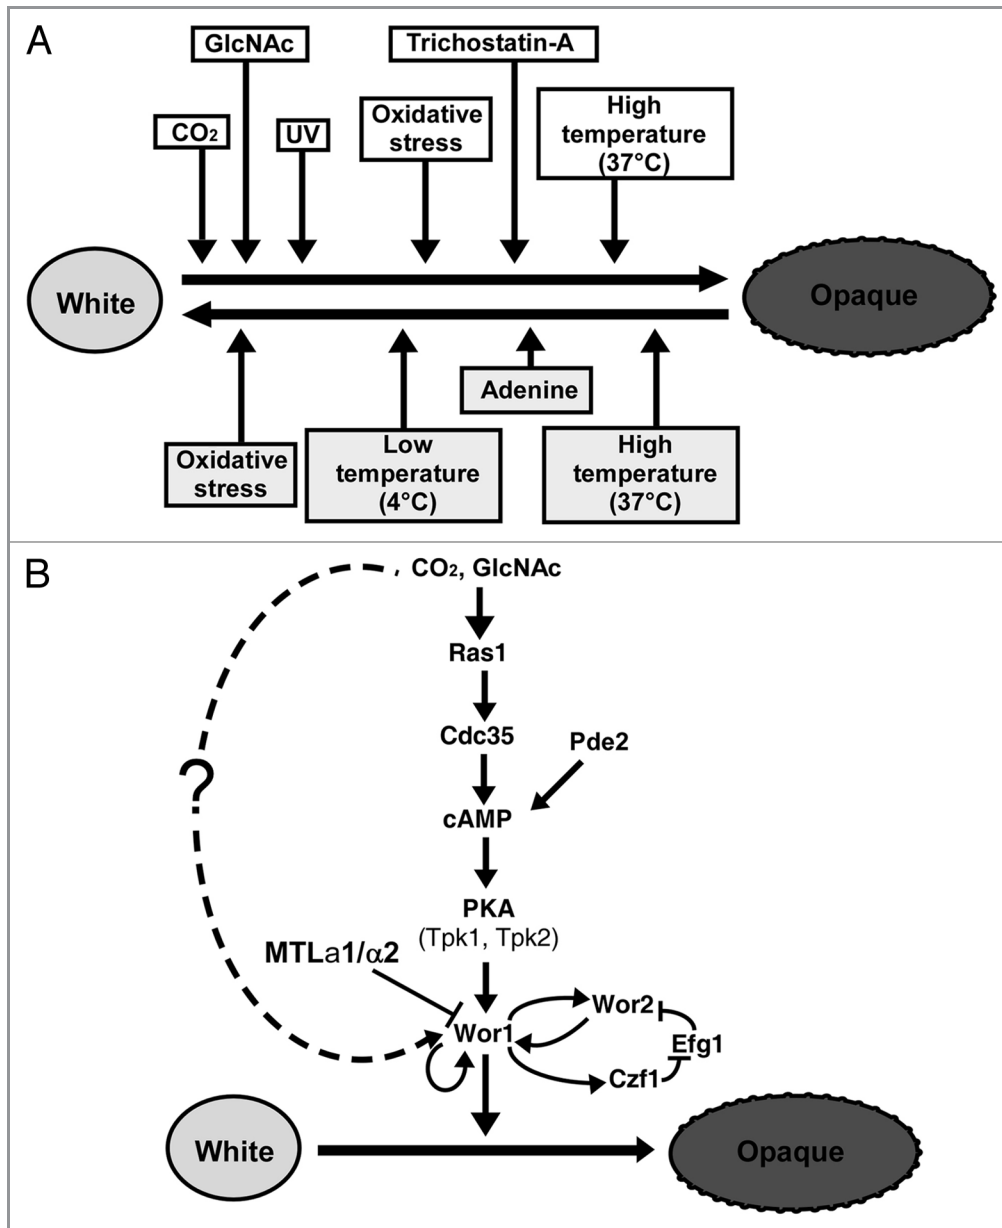 A
GlcNAc
Trichostatin-A
CO₂
UV
Oxidative
stress
High
temperature
(37°C)
White
Opaque
Oxidative
stress
Low
temperature
(4°C)
Adenine
High
temperature
(37°C)
B
CO₂, GlcNAc
Ras1
Cdc35
Pde2
cAMP
?
PKA
(Tpk1, Tpk2)
MTLa1/α2
Wor1
Wor2
Efg1
Czf1
White
Opaque